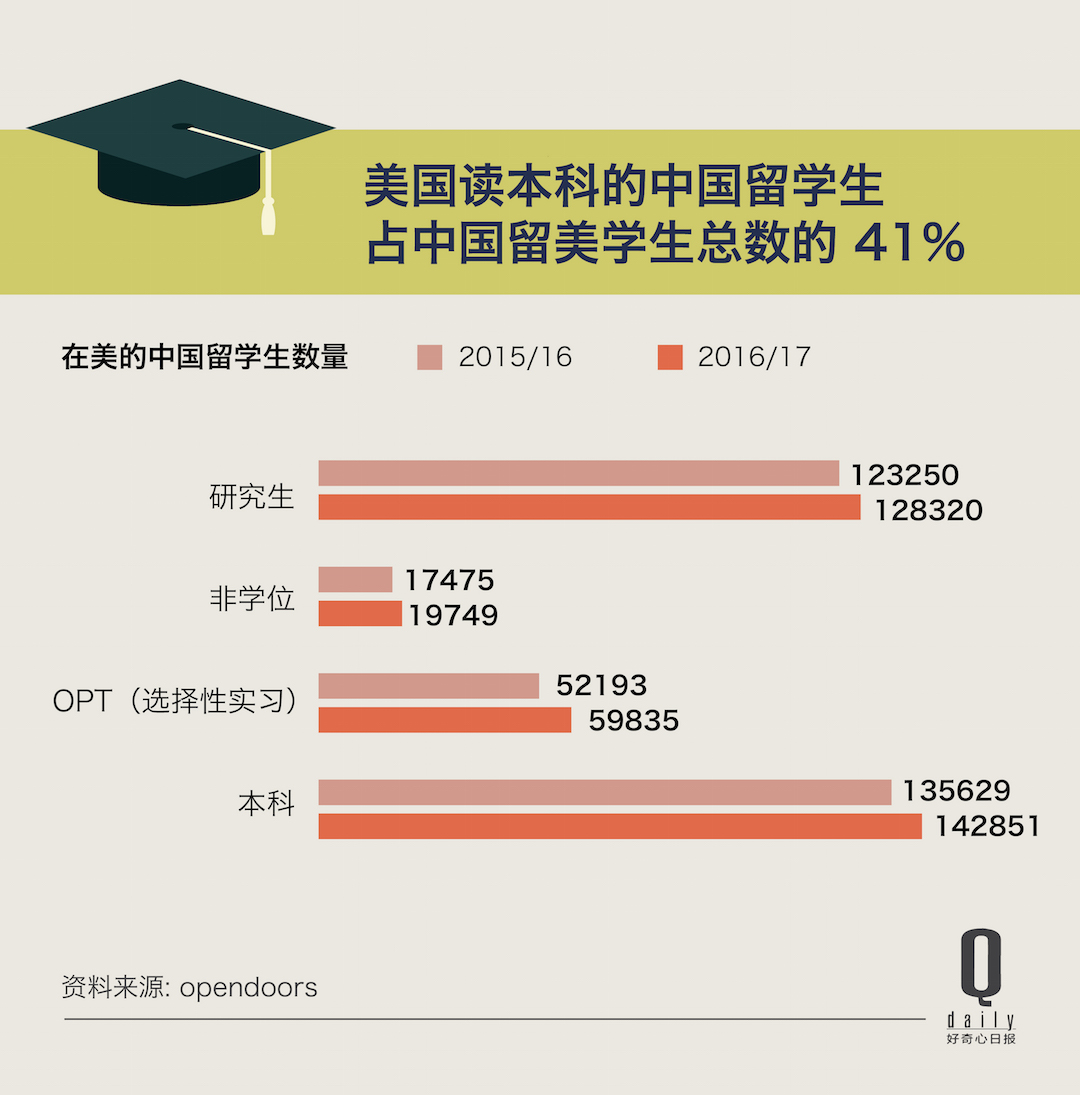 美国读本科的中国留学生
占中国留美学生总数的 41%
在美的中国留学生数量 2015/16 2016/17
研究生
123250
128320
非学位
17475
19749
OPT（选择性实习）
52193
59835
本科
135629
142851
资料来源: opendoors
Q
daily
好奇心日报